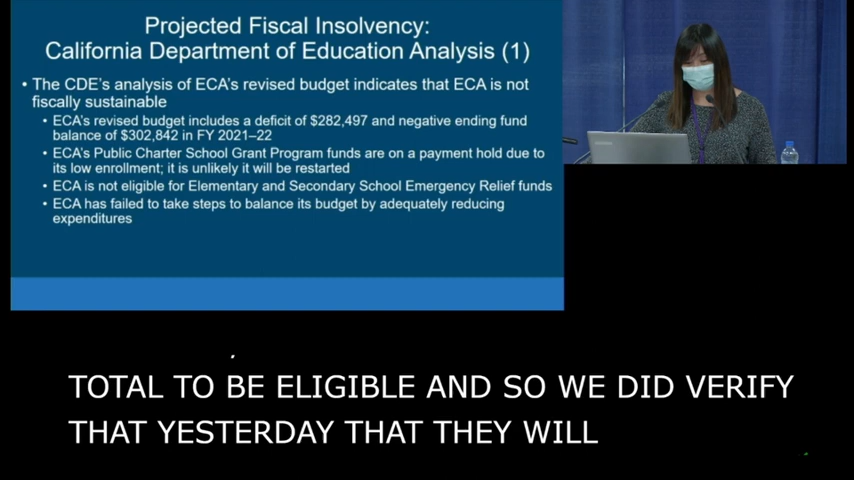 Projected Fiscal Insolvency:
California Department of Education Analysis (1)
• The CDE's analysis of ECA's revised budget indicates that ECA is not
fiscally sustainable
• ECA's revised budget includes a deficit of $282,497 and negative ending fund
balance of $302,842 in FY 2021–22
• ECA's Public Charter School Grant Program funds are on a payment hold due to
its low enrollment; it is unlikely it will be restarted
• ECA is not eligible for Elementary and Secondary School Emergency Relief funds
• ECA has failed to take steps to balance its budget by adequately reducing
expenditures
TOTAL TO BE ELIGIBLE AND SO WE DID VERIFY
THAT YESTERDAY THAT THEY WILL